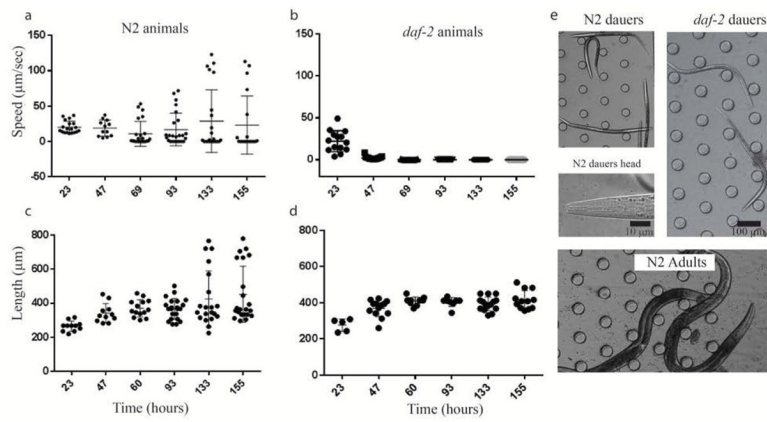 a
N2 animals
Speed (μm/sec)
150
100
50
0
-50
23
47
69
93
133
155
b
daf-2 animals
150
100
50
0
23
47
69
93
133
155
c
Length (μm)
800
600
400
200
0
23
47
60
93
133
155
Time (hours)
d
800
600
400
200
0
23
47
60
93
133
155
Time (hours)
e
N2 dauers
daf-2 dauers
N2 dauers head
10 μm
100 μm
N2 Adults